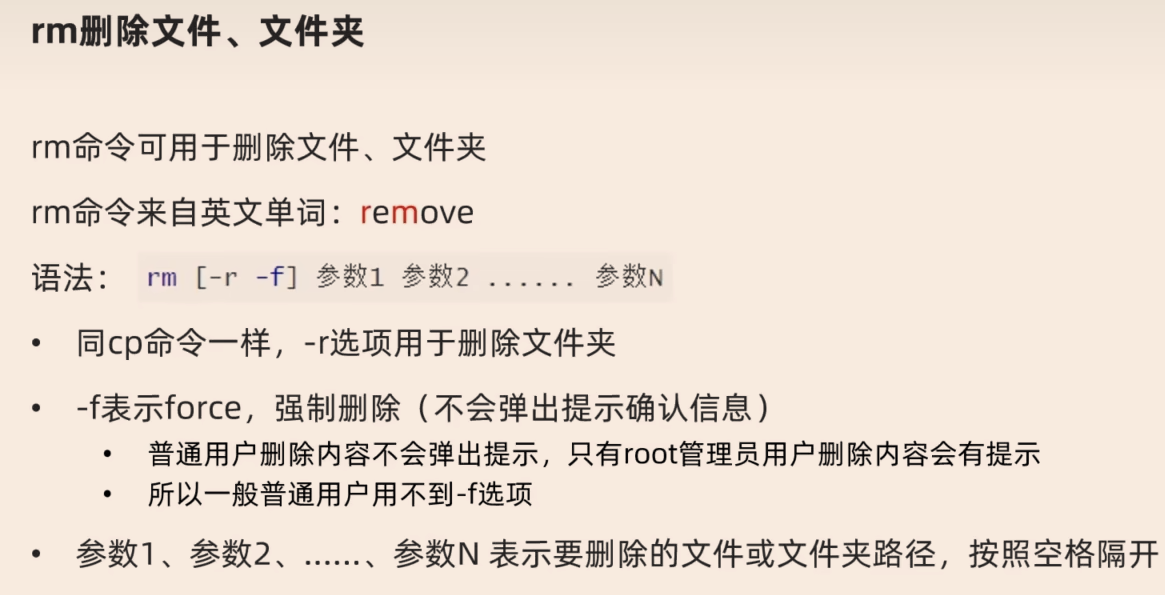 rm删除文件、文件夹
rm命令可用于删除文件、文件夹
rm命令来自英文单词：remove
语法： rm [-r -f] 参数1 参数2 ...... 参数N
• 同cp命令一样，-r选项用于删除文件夹
• -f表示force，强制删除（不会弹出提示确认信息）
• 普通用户删除内容不会弹出提示，只有root管理员用户删除内容会有提示
• 所以一般普通用户用不到-f选项
• 参数1、参数2、......、参数N 表示要删除的文件或文件夹路径，按照空格隔开